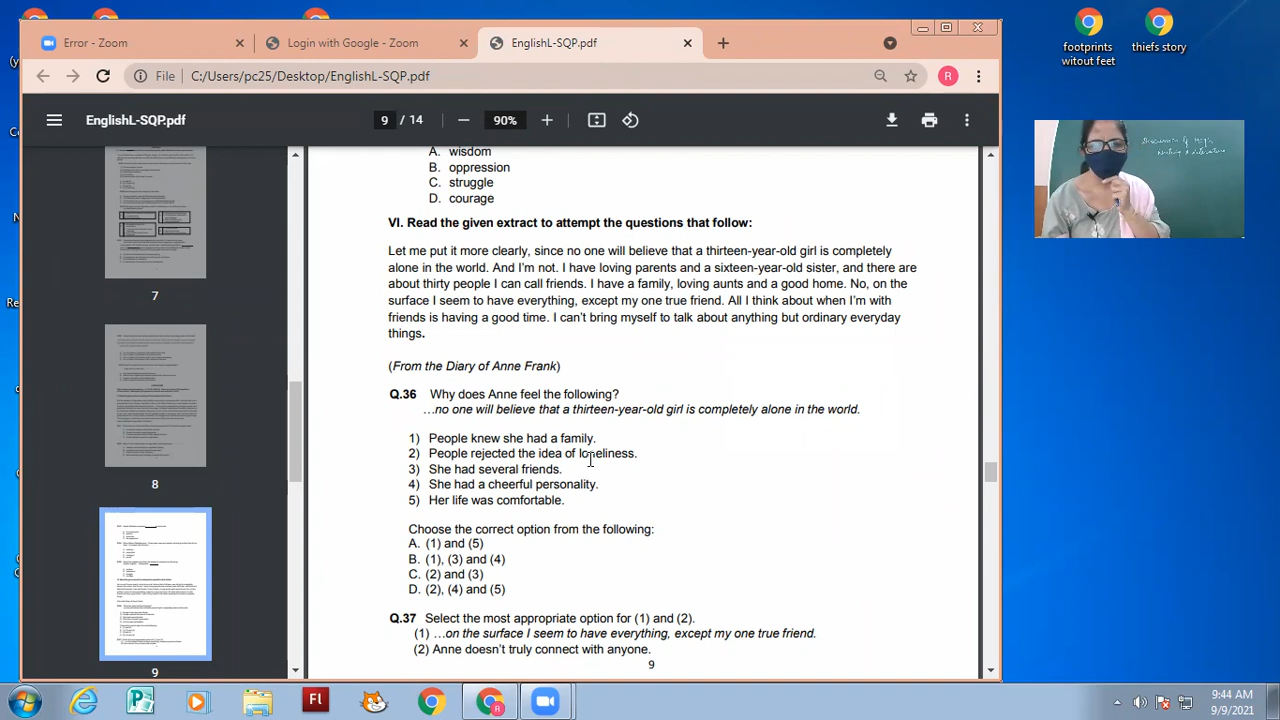 Error - Zoom
Login with Google - Zoom
EnglishL-SQP.pdf
File
C:/Users/pc25/Desktop/EnglishL-SQP.pdf
R
EnglishL-SQP.pdf
9 / 14
90%
7
8
9
A. wisdom
B. oppression
C. struggle
D. courage
VI. Read the given extract to attempt the questions that follow:
Let me put it more clearly, since no one will believe that a thirteen-year-old girl is completely
alone in the world. And I'm not. I have loving parents and a sixteen-year-old sister, and there are
about thirty people I can call friends. I have a family, loving aunts and a good home. No, on the
surface I seem to have everything, except my one true friend. All I think about when I'm with
friends is having a good time. I can't bring myself to talk about anything but ordinary everyday
things.
(From the Diary of Anne Frank)
Q.36 Why does Anne feel the following?
…no one will believe that a thirteen-year-old girl is completely alone in the world.
1) People knew she had a family.
2) People rejected the idea of loneliness.
3) She had several friends.
4) She had a cheerful personality.
5) Her life was comfortable.
Choose the correct option from the following:
A. (1) and (5)
B. (1), (3) and (4)
C. (2) and (3)
D. (2), (4) and (5)
Q.37 Select the most appropriate option for (1) and (2).
…on the surface I seem to have everything, except my one true friend.
(2) Anne doesn't truly connect with anyone.
9
footprints
witout feet
thiefs story
Fl
R
9:44 AM
9/9/2021